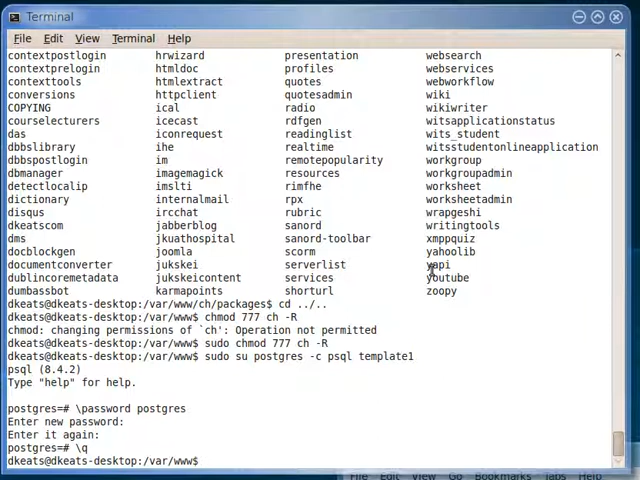 Terminal
File Edit View Terminal Help
contextpostlogin hrwizard presentation websearch
contextprelogin htmldoc profiles webservices
contexttools htmlextract quotes webworkflow
conversions httpclient quotesadmin wiki
COPYING ical radio wikiwriter
courselecturers icecast rdfgen witsapplicationstatus
das iconrequest readinglist wits_student
dbbslibrary ihe realtime witsstudentonlineapplication
dbbspostlogin im remotepopularity workgroup
dbmanager imagemagick resources workgroupadmin
detectlocalip imslti rimfhe worksheet
dictionary internalmail rpx worksheetadmin
disqus ircchat rubric wrapgeshi
dkeatscom jabberblog sanord writingtools
dms jkuathospital sanord-toolbar xmppquiz
docblockgen joomla scorm yahoolib
documentconverter jukskei serverlist yapi
dublincoremetadata jukskeicontent services youtube
dumbassbot karmapoints shorturl zoopy
dkeats@dkeats-desktop:/var/www/ch/packages$ cd ../..
dkeats@dkeats-desktop:/var/www$ chmod 777 ch -R
chmod: changing permissions of `ch': Operation not permitted
dkeats@dkeats-desktop:/var/www$ sudo chmod 777 ch -R
dkeats@dkeats-desktop:/var/www$ sudo su postgres -c psql template1
psql (8.4.2)
Type "help" for help.
postgres=# \password postgres
Enter new password:
Enter it again:
postgres=# \q
dkeats@dkeats-desktop:/var/www$
File Edit View Go Bookmarks Tabs Help